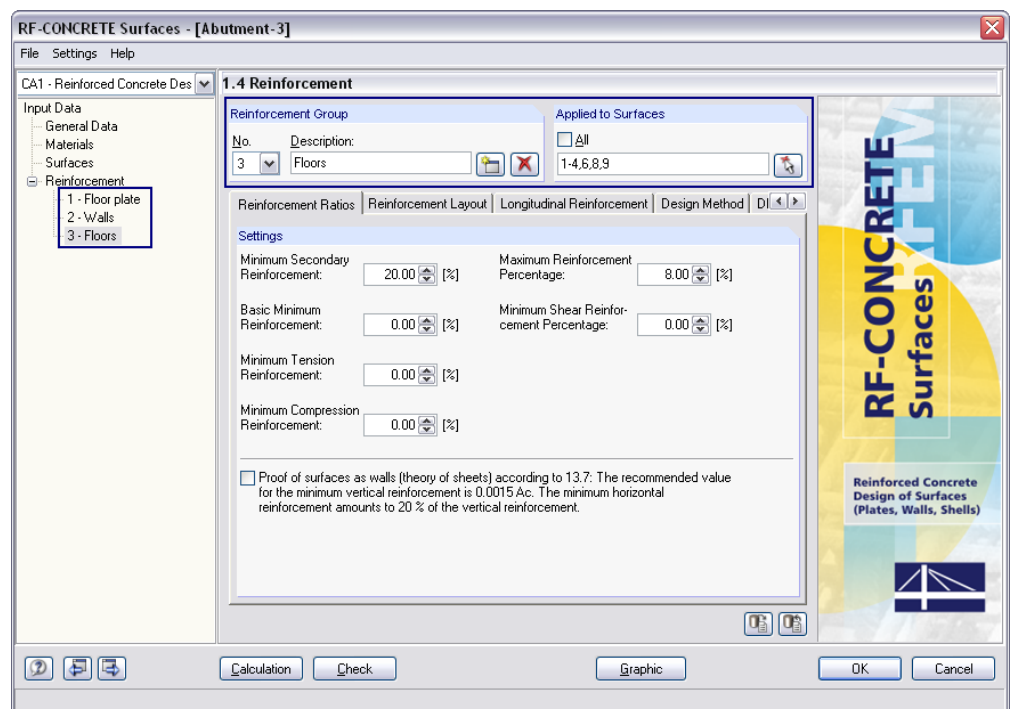 RF-CONCRETE Surfaces - [Abutment-3]
File Settings Help
CA1 - Reinforced Concrete Des
1.4 Reinforcement
Input Data
General Data
Materials
Surfaces
Reinforcement
1 - Floor plate
2 - Walls
3 - Floors
Reinforcement Group
No. Description:
3 Floors
Applied to Surfaces
All
1-4,6,8,9
Reinforcement Ratios Reinforcement Layout Longitudinal Reinforcement Design Method DI
Settings
Minimum Secondary
Reinforcement: 20.00 [%]
Basic Minimum
Reinforcement: 0.00 [%]
Minimum Tension
Reinforcement: 0.00 [%]
Minimum Compression
Reinforcement: 0.00 [%]
Maximum Reinforcement
Percentage: 8.00 [%]
Minimum Shear Reinfor-
cement Percentage: 0.00 [%]
Proof of surfaces as walls (theory of sheets) according to 13.7: The recommended value
for the minimum vertical reinforcement is 0.0015 Ac. The minimum horizontal
reinforcement amounts to 20 % of the vertical reinforcement.
RFEM
RF-CONCRETE
Surfaces
Reinforced Concrete
Design of Surfaces
(Plates, Walls, Shells)
Calculation Check Graphic OK Cancel